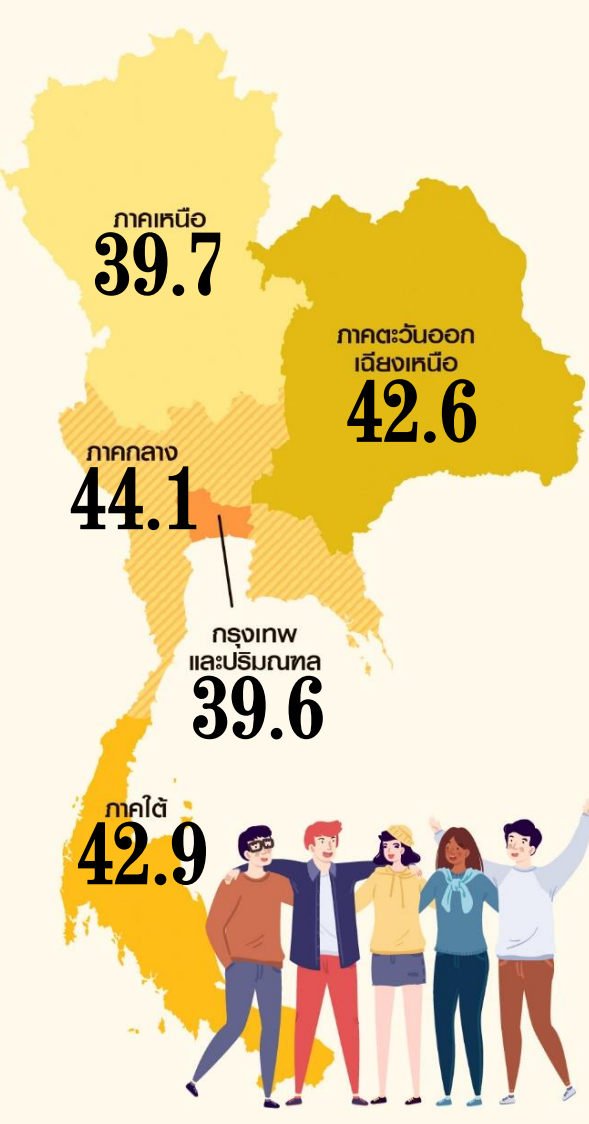 ภาคเหนือ
39.7
ภาคตะวันออก
เฉียงเหนือ
42.6
ภาคกลาง
44.1
กรุงเทพ
และปริมณฑล
39.6
ภาคใต้
42.9